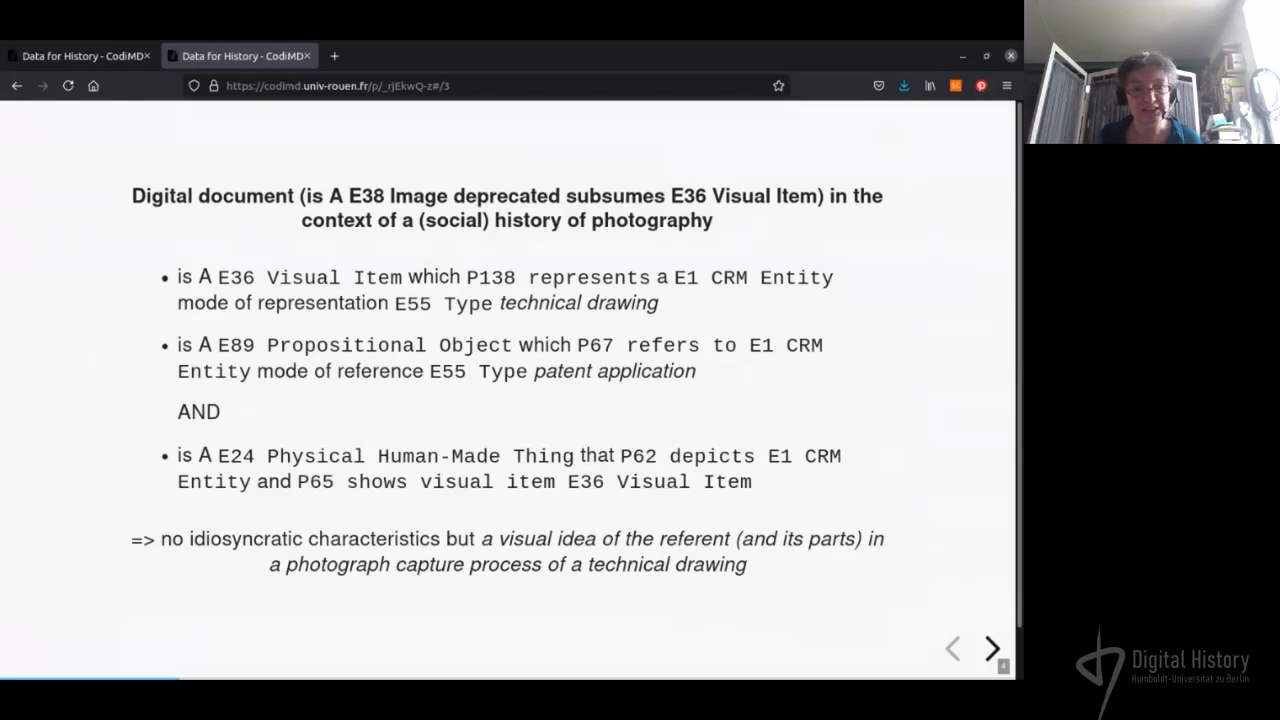 Data for History - CodiMD×
Data for History - CodiMD×
+
https://codimd.univ-rouen.fr/p/_rjEkwQ-z#/3
Digital document (is A E38 Image deprecated subsumes E36 Visual Item) in the
context of a (social) history of photography
• is A E36 Visual Item which P138 represents a E1 CRM Entity
mode of representation E55 Type technical drawing
• is A E89 Propositional Object which P67 refers to E1 CRM
Entity mode of reference E55 Type patent application
AND
• is A E24 Physical Human-Made Thing that P62 depicts E1 CRM
Entity and P65 shows visual item E36 Visual Item
=> no idiosyncratic characteristics but a visual idea of the referent (and its parts) in
a photograph capture process of a technical drawing
4
Digital History
Humboldt-Universität zu Berlin